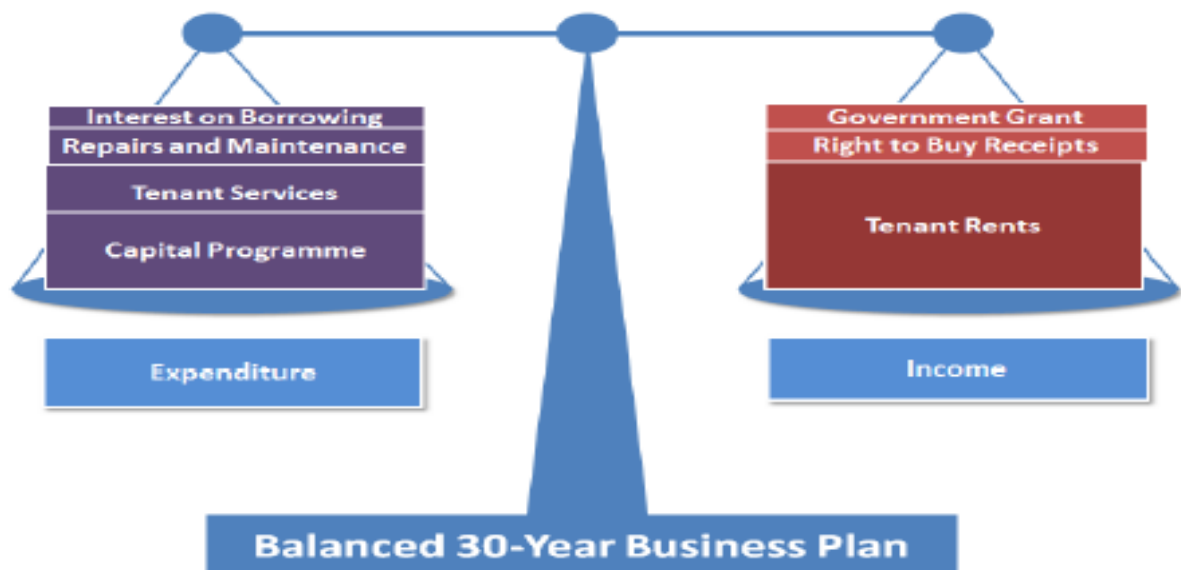 Interest on Borrowing
Repairs and Maintenance
Tenant Services
Capital Programme
Expenditure
Government Grant
Right to Buy Receipts
Tenant Rents
Income
Balanced 30-Year Business Plan